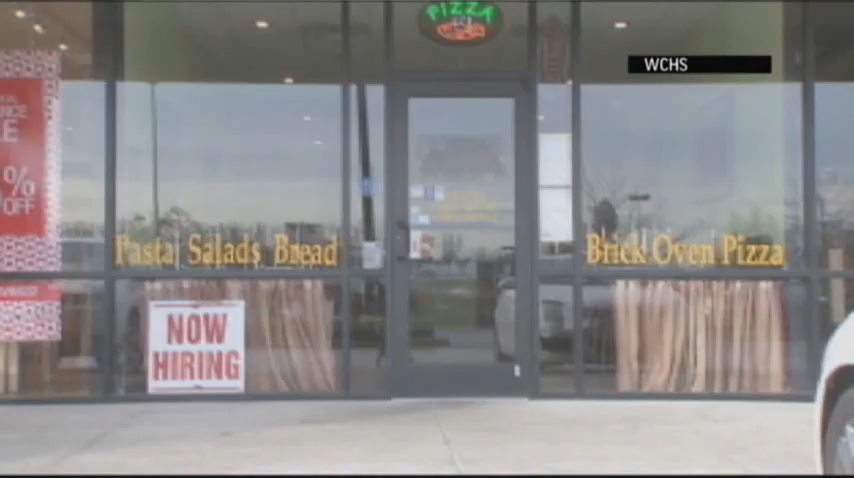 PIZZA
WCHS
% OFF
Pasta Salads Bread
Brick Oven Pizza
NOW
HIRING